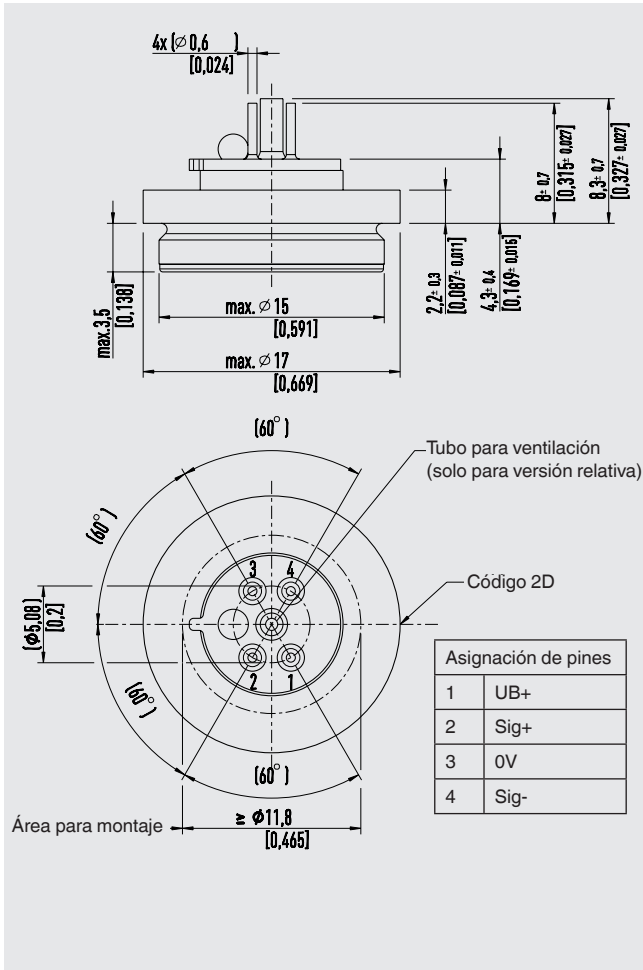 4x (⌀ 0,6 )
[0,024]
8± 0,7
[0,315± 0,027]
8,3± 0,7
[0,327± 0,027]
2,2± 0,3
[0,087± 0,011]
4,3± 0,4
[0,169± 0,015]
max.3,5
[0,138]
max. ⌀ 15
[0,591]
max. ⌀ 17
[0,669]
(60°)
Tubo para ventilación
(solo para versión relativa)
(60°)
3 4
Código 2D
(ϕ5,08)
[0,2]
2 1
(60°)
(60°)
Asignación de pines
1 UB+
2 Sig+
3 0V
4 Sig-
Área para montaje
≥ ϕ11,8
[0,465]